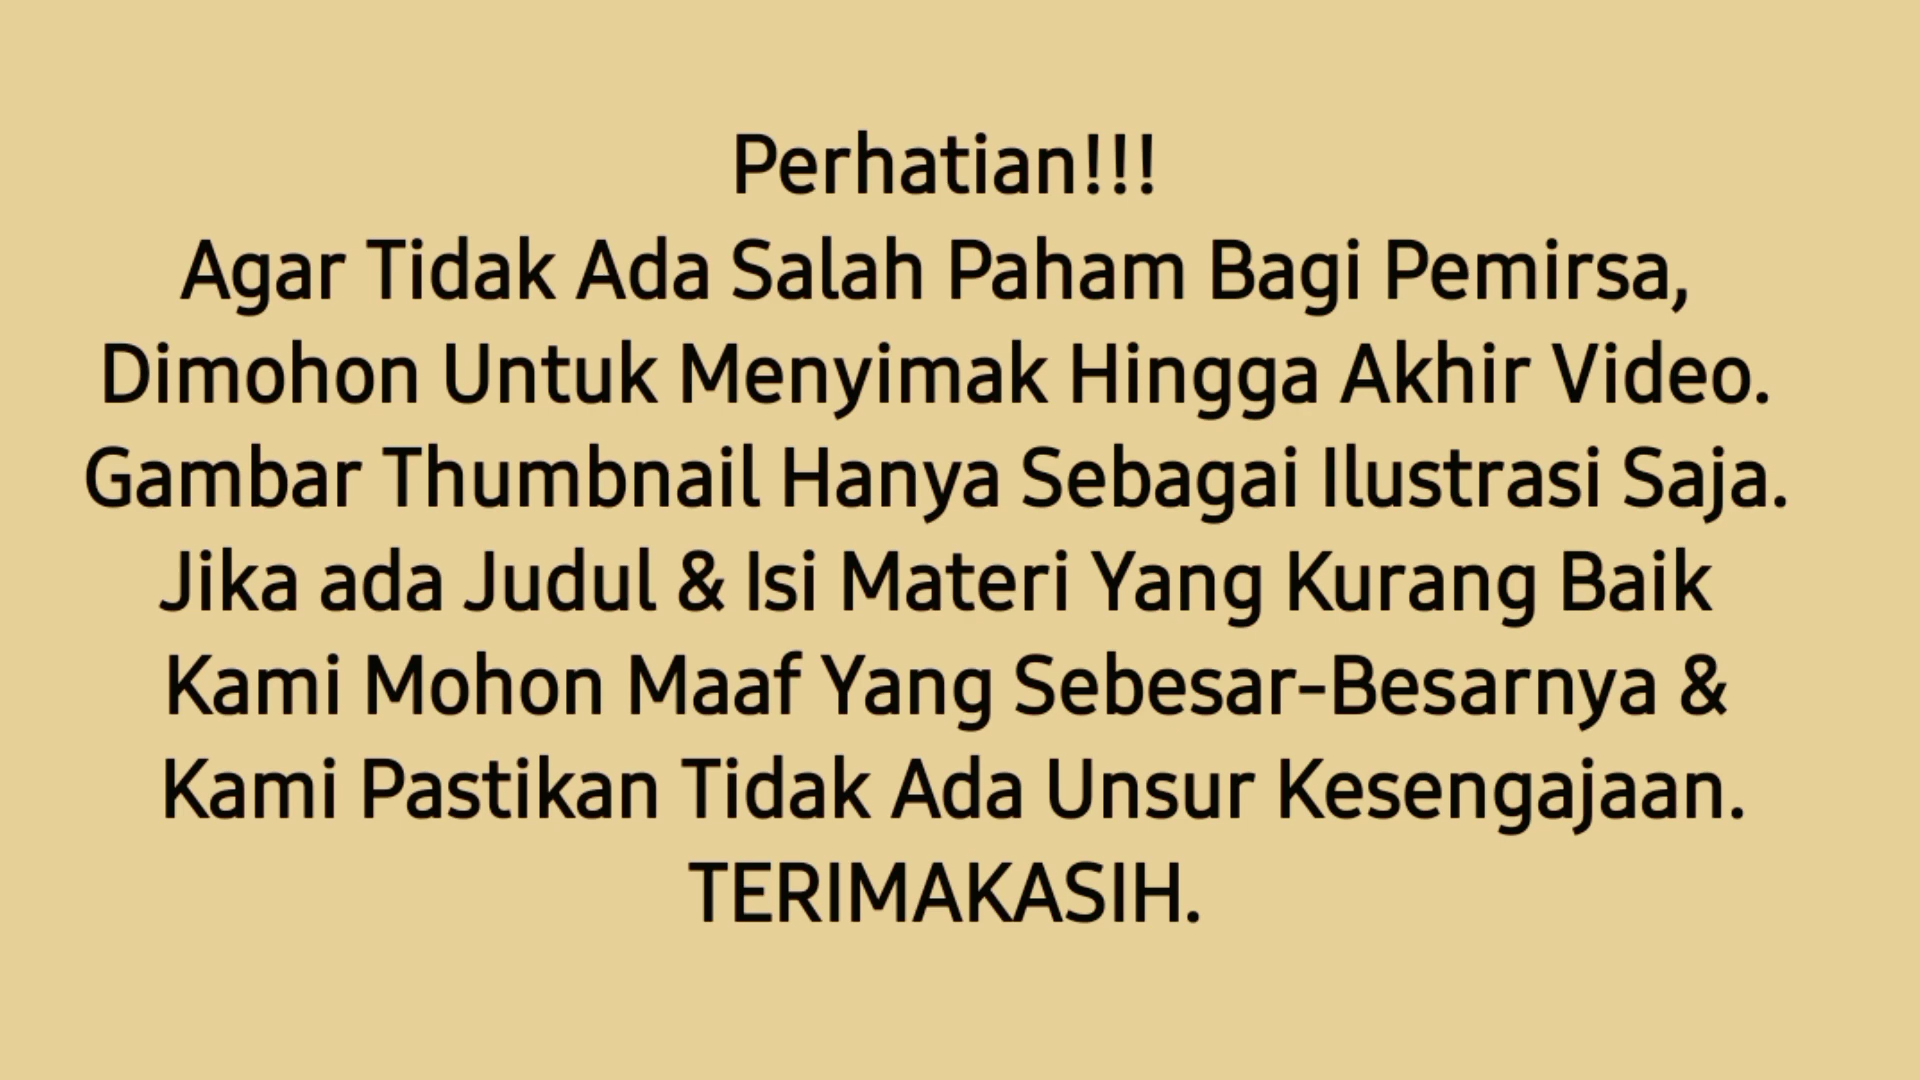 Perhatian!!!
Agar Tidak Ada Salah Paham Bagi Pemirsa,
Dimohon Untuk Menyimak Hingga Akhir Video.
Gambar Thumbnail Hanya Sebagai Ilustrasi Saja.
Jika ada Judul & Isi Materi Yang Kurang Baik
Kami Mohon Maaf Yang Sebesar-Besarnya &
Kami Pastikan Tidak Ada Unsur Kesengajaan.
TERIMAKASIH.